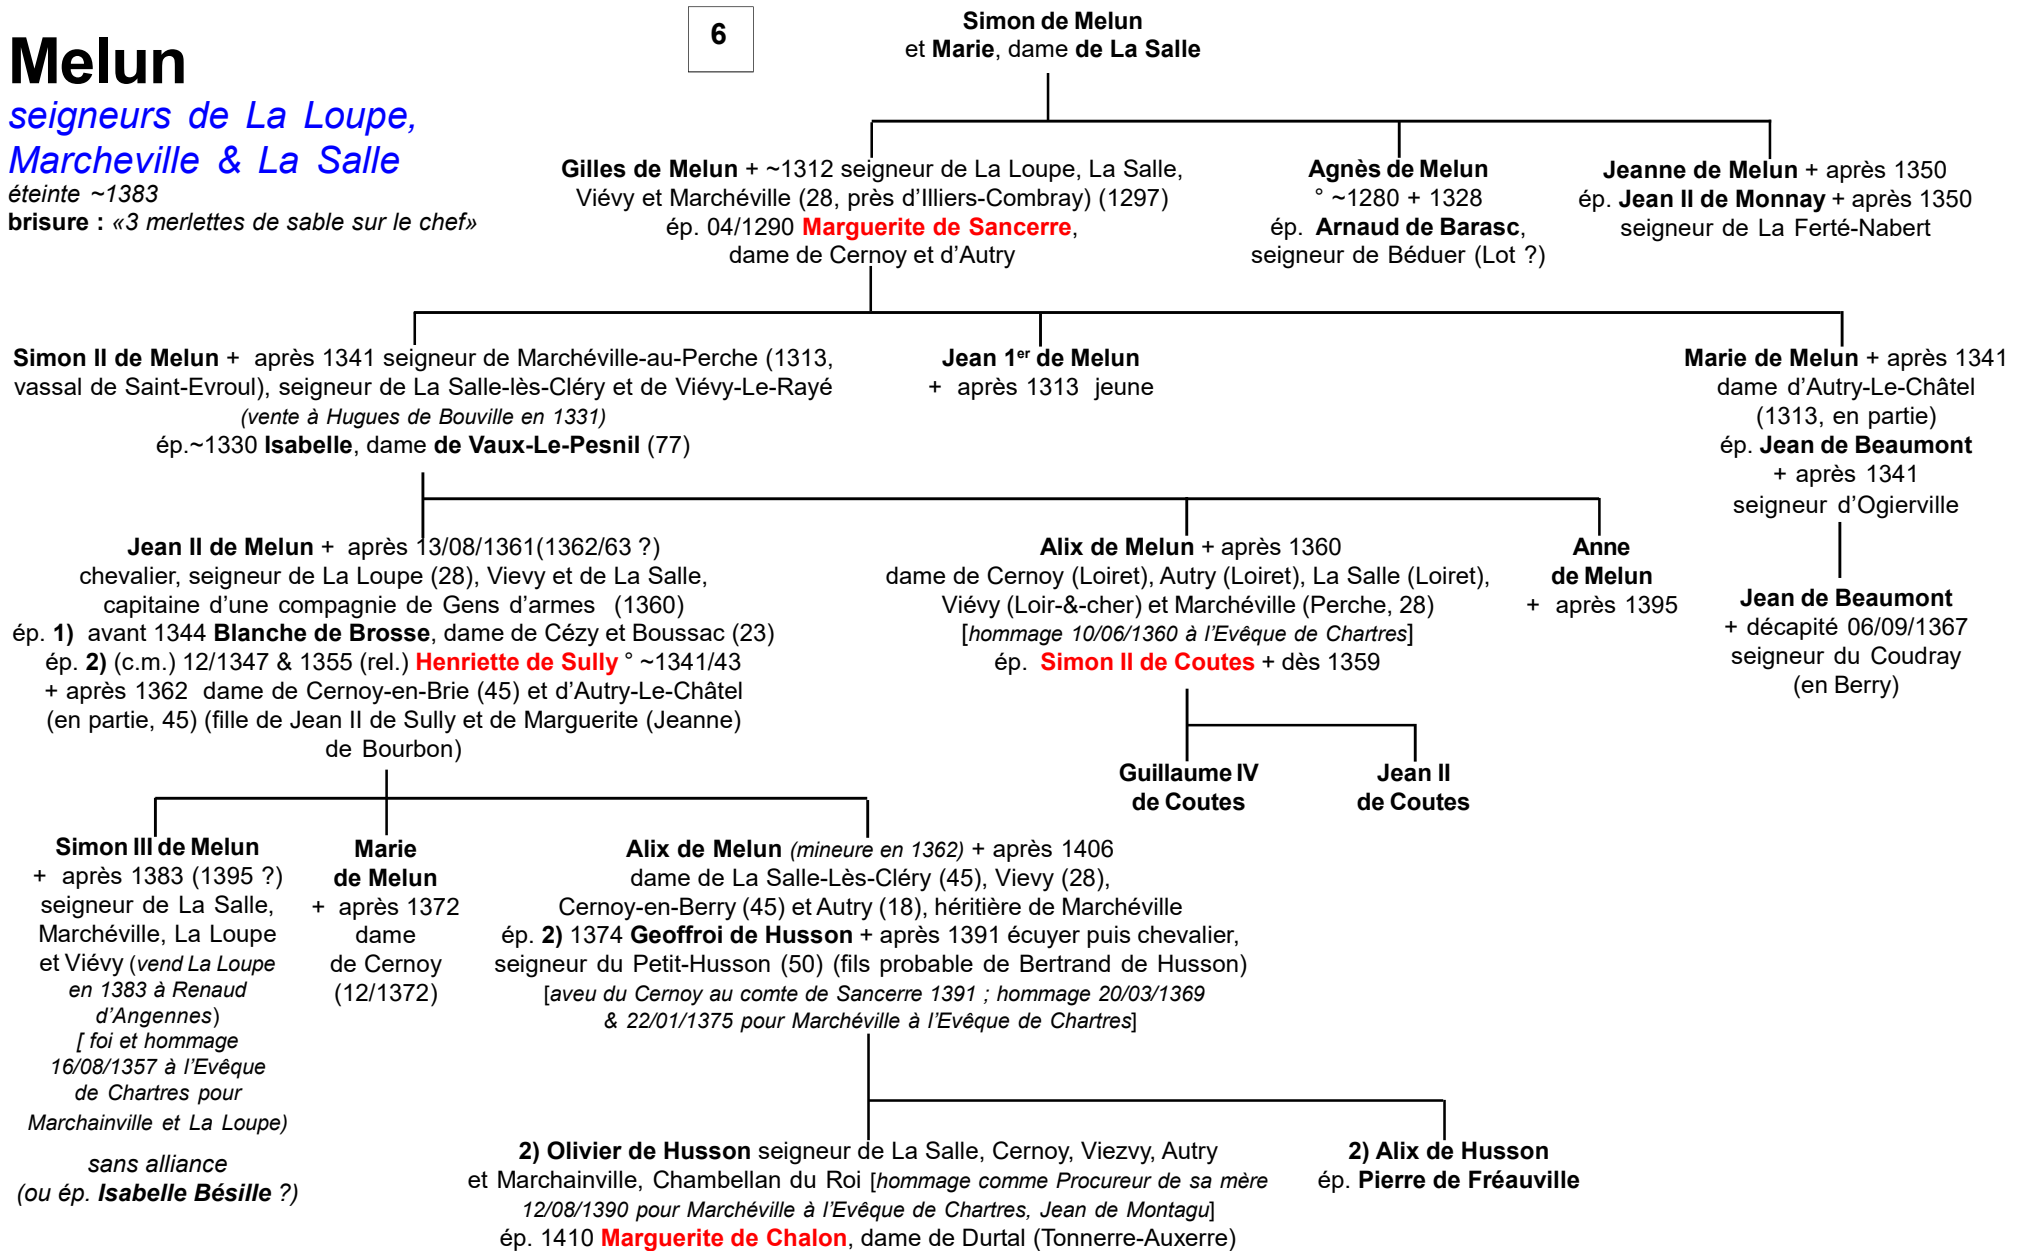 Melun
seigneurs de La Loupe,
Marcheville & La Salle
éteinte ~1383
brisure : «3 merlettes de sable sur le chef»
6
Simon de Melun
et Marie, dame de La Salle
Gilles de Melun + ~1312 seigneur de La Loupe, La Salle,
Viévy et Marchéville (28, près d’Illiers-Combray) (1297)
ép. 04/1290 Marguerite de Sancerre,
dame de Cernoy et d’Autry
Agnès de Melun
° ~1280 + 1328
ép. Arnaud de Barasc,
seigneur de Béduer (Lot ?)
Jeanne de Melun + après 1350
ép. Jean II de Monnay + après 1350
seigneur de La Ferté-Nabert
Simon II de Melun + après 1341 seigneur de Marchéville-au-Perche (1313,
vassal de Saint-Evroul), seigneur de La Salle-lès-Cléry et de Viévy-Le-Rayé
(vente à Hugues de Bouville en 1331)
ép.~1330 Isabelle, dame de Vaux-Le-Pesnil (77)
Jean 1er de Melun
+ après 1313 jeune
Marie de Melun + après 1341
dame d’Autry-Le-Châtel
(1313, en partie)
ép. Jean de Beaumont
+ après 1341
seigneur d’Ogierville
Jean II de Melun + après 13/08/1361(1362/63 ?)
chevalier, seigneur de La Loupe (28), Vievy et de La Salle,
capitaine d’une compagnie de Gens d’armes (1360)
ép. 1) avant 1344 Blanche de Brosse, dame de Cézy et Boussac (23)
ép. 2) (c.m.) 12/1347 & 1355 (rel.) Henriette de Sully ° ~1341/43
+ après 1362 dame de Cernoy-en-Brie (45) et d’Autry-Le-Châtel
(en partie, 45) (fille de Jean II de Sully et de Marguerite (Jeanne)
de Bourbon)
Alix de Melun + après 1360
dame de Cernoy (Loiret), Autry (Loiret), La Salle (Loiret),
Viévy (Loir-&-cher) et Marchéville (Perche, 28)
[hommage 10/06/1360 à l’Evêque de Chartres]
ép. Simon II de Coutes + dès 1359
Anne
de Melun
+ après 1395
Jean de Beaumont
+ décapité 06/09/1367
seigneur du Coudray
(en Berry)
Guillaume IV
de Coutes
Jean II
de Coutes
Simon III de Melun
+ après 1383 (1395 ?)
seigneur de La Salle,
Marchéville, La Loupe
et Viévy (vend La Loupe
en 1383 à Renaud
d’Angennes)
[ foi et hommage
16/08/1357 à l’Evêque
de Chartres pour
Marchainville et La Loupe)
sans alliance
(ou ép. Isabelle Bésille ?)
Marie
de Melun
+ après 1372
dame
de Cernoy
(12/1372)
Alix de Melun (mineure en 1362) + après 1406
dame de La Salle-Lès-Cléry (45), Vievy (28),
Cernoy-en-Berry (45) et Autry (18), héritière de Marchéville
ép. 2) 1374 Geoffroi de Husson + après 1391 écuyer puis chevalier,
seigneur du Petit-Husson (50) (fils probable de Bertrand de Husson)
[aveu du Cernoy au comte de Sancerre 1391 ; hommage 20/03/1369
& 22/01/1375 pour Marchéville à l’Evêque de Chartres]
2) Olivier de Husson seigneur de La Salle, Cernoy, Viezvy, Autry
et Marchainville, Chambellan du Roi [hommage comme Procureur de sa mère
12/08/1390 pour Marchéville à l’Evêque de Chartres, Jean de Montagu]
ép. 1410 Marguerite de Chalon, dame de Durtal (Tonnerre-Auxerre)
2) Alix de Husson
ép. Pierre de Fréauville